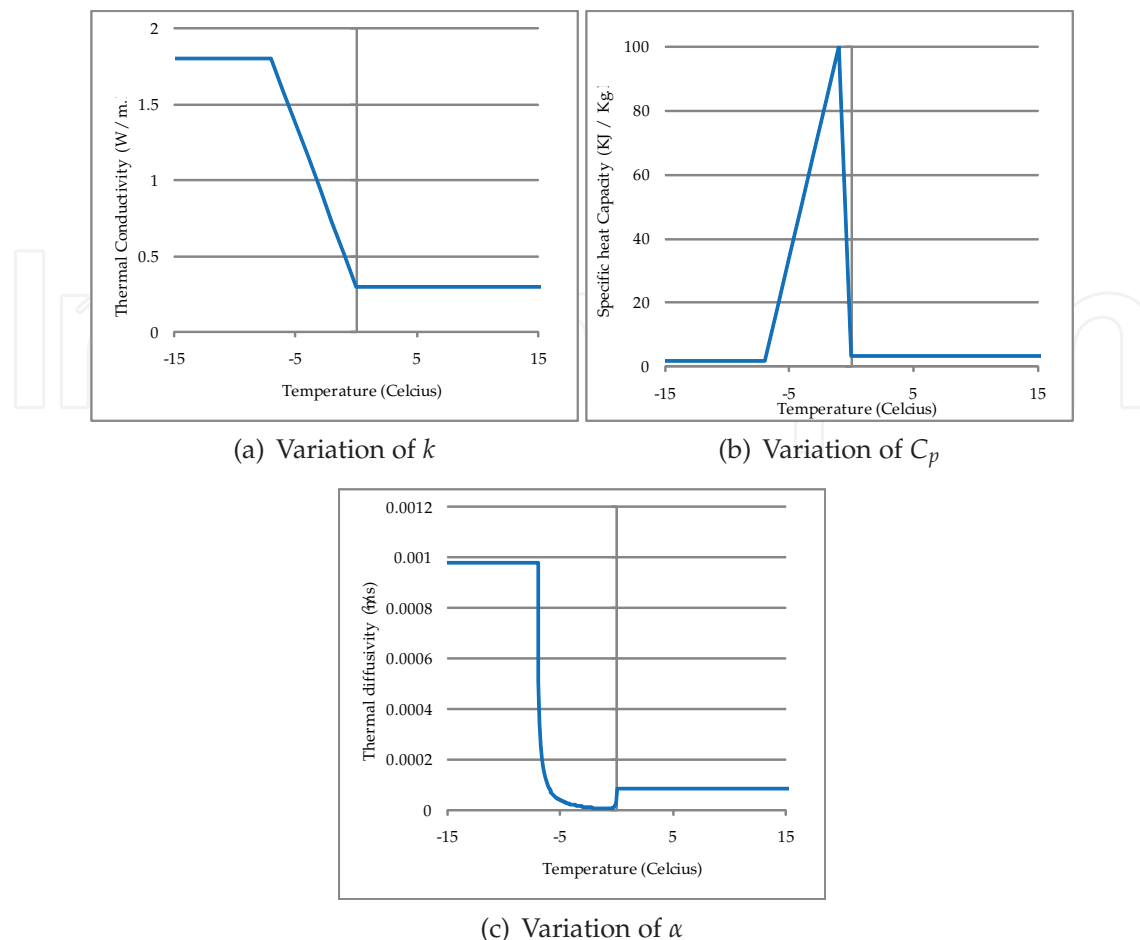 2
1.5
1
0.5
0
-15 -5 5 15
Thermal Conductivity (W/m.
Temperature (Celcius)
(a) Variation of k
100
80
60
40
20
0
-15 -5 5 15
Specific heat Capacity (KJ / Kg.
Temperature (Celcius)
(b) Variation of Cₚ
0.0012
0.001
0.0008
0.0006
0.0004
0.0002
0
-15 -5 5 15
Thermal diffusivity
Temperature (Celcius)
(c) Variation of α